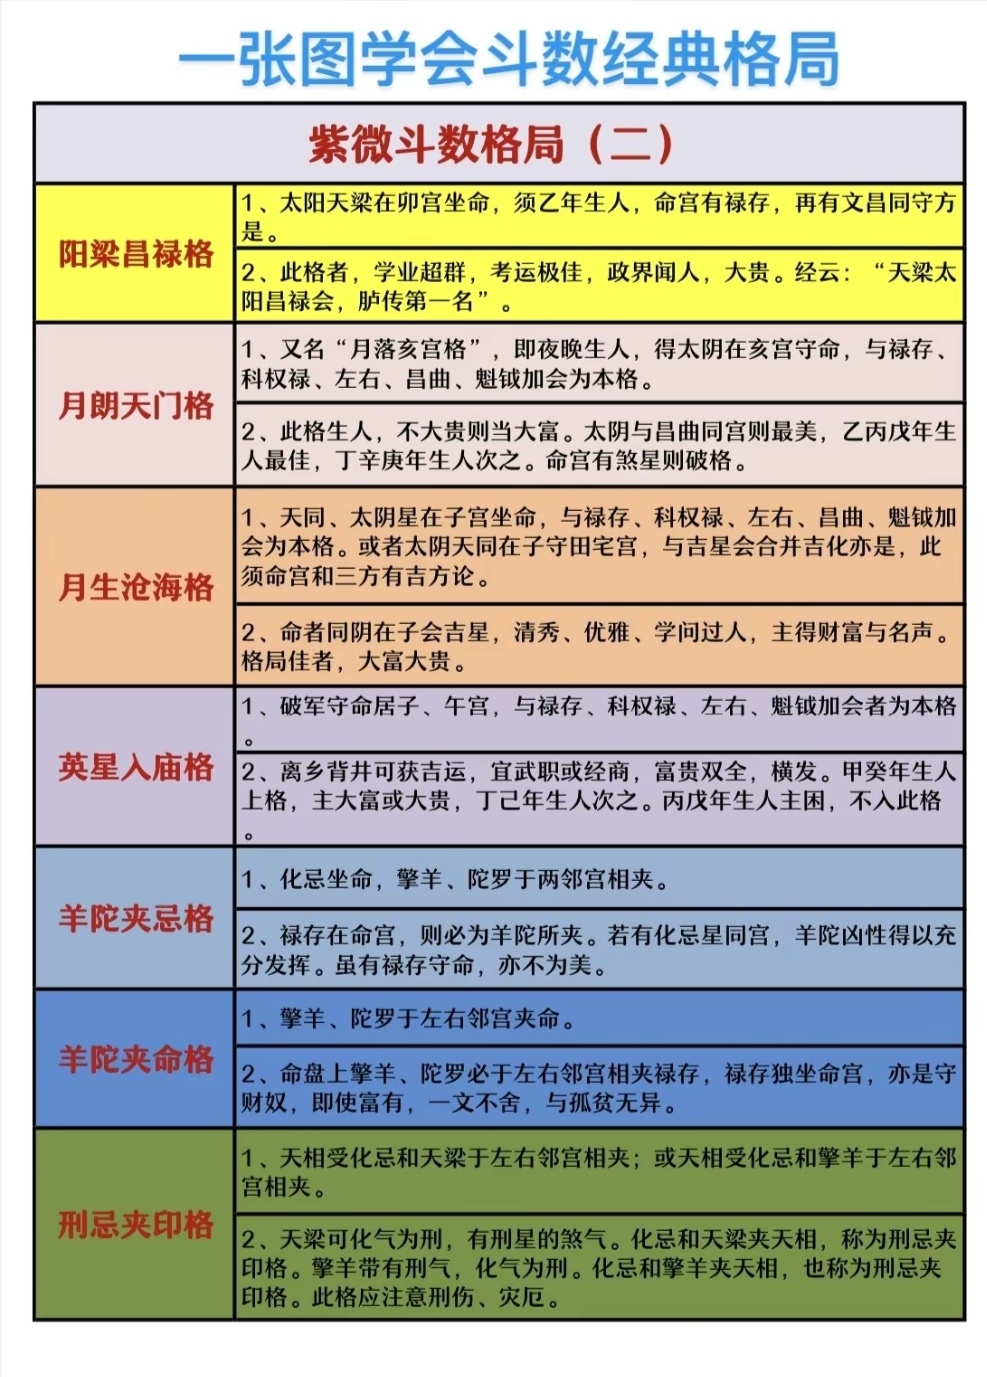 一张图学会斗数经典格局
紫微斗数格局（二）
阳梁昌禄格
1、太阳天梁在卯宫坐命，须乙年生人，命宫有禄存，再有文昌同守方
是。
2、此格者，学业超群，考运极佳，政界闻人，大贵。经云：“天梁太
阳昌禄会，胪传第一名”。
月朗天门格
1、又名“月落亥宫格”，即夜晚生人，得太阴在亥宫守命，与禄存、
科权禄、左右、昌曲、魁钺加会为本格。
2、此格生人，不大贵则当大富。太阴与昌曲同宫则最美，乙丙戊年生
人最佳，丁辛庚年生人次之。命宫有煞星则破格。
月生沧海格
1、天同、太阴星在子宫坐命，与禄存、科权禄、左右、昌曲、魁钺加
会为本格。或者太阴天同在子守田宅宫，与吉星会合并吉化亦是，此
须命宫和三方有吉方论。
2、命者同阴在子会吉星，清秀、优雅、学问过人，主得财富与名声。
格局佳者，大富大贵。
英星入庙格
1、破军守命居子、午宫，与禄存、科权禄、左右、魁钺加会者为本格
。
2、离乡背井可获吉运，宜武职或经商，富贵双全，横发。甲癸年生人
上格，主大富或大贵，丁己年生人次之。丙戊年生人主困，不入此格
。
羊陀夹忌格
1、化忌坐命，擎羊、陀罗于两邻宫相夹。
2、禄存在命宫，则必为羊陀所夹。若有化忌星同宫，羊陀凶性得以充
分发挥。虽有禄存守命，亦不为美。
羊陀夹命格
1、擎羊、陀罗于左右邻宫夹命。
2、命盘上擎羊、陀罗必于左右邻宫相夹禄存，禄存独坐命宫，亦是守
财奴，即使富有，一文不舍，与孤贫无异。
刑忌夹印格
1、天相受化忌和天梁于左右邻宫相夹；或天相受化忌和擎羊于左右邻
宫相夹。
2、天梁可化气为刑，有刑星的煞气。化忌和天梁夹天相，称为刑忌夹
印格。擎羊带有刑气，化气为刑。化忌和擎羊夹天相，也称为刑忌夹
印格。此格应注意刑伤、灾厄。